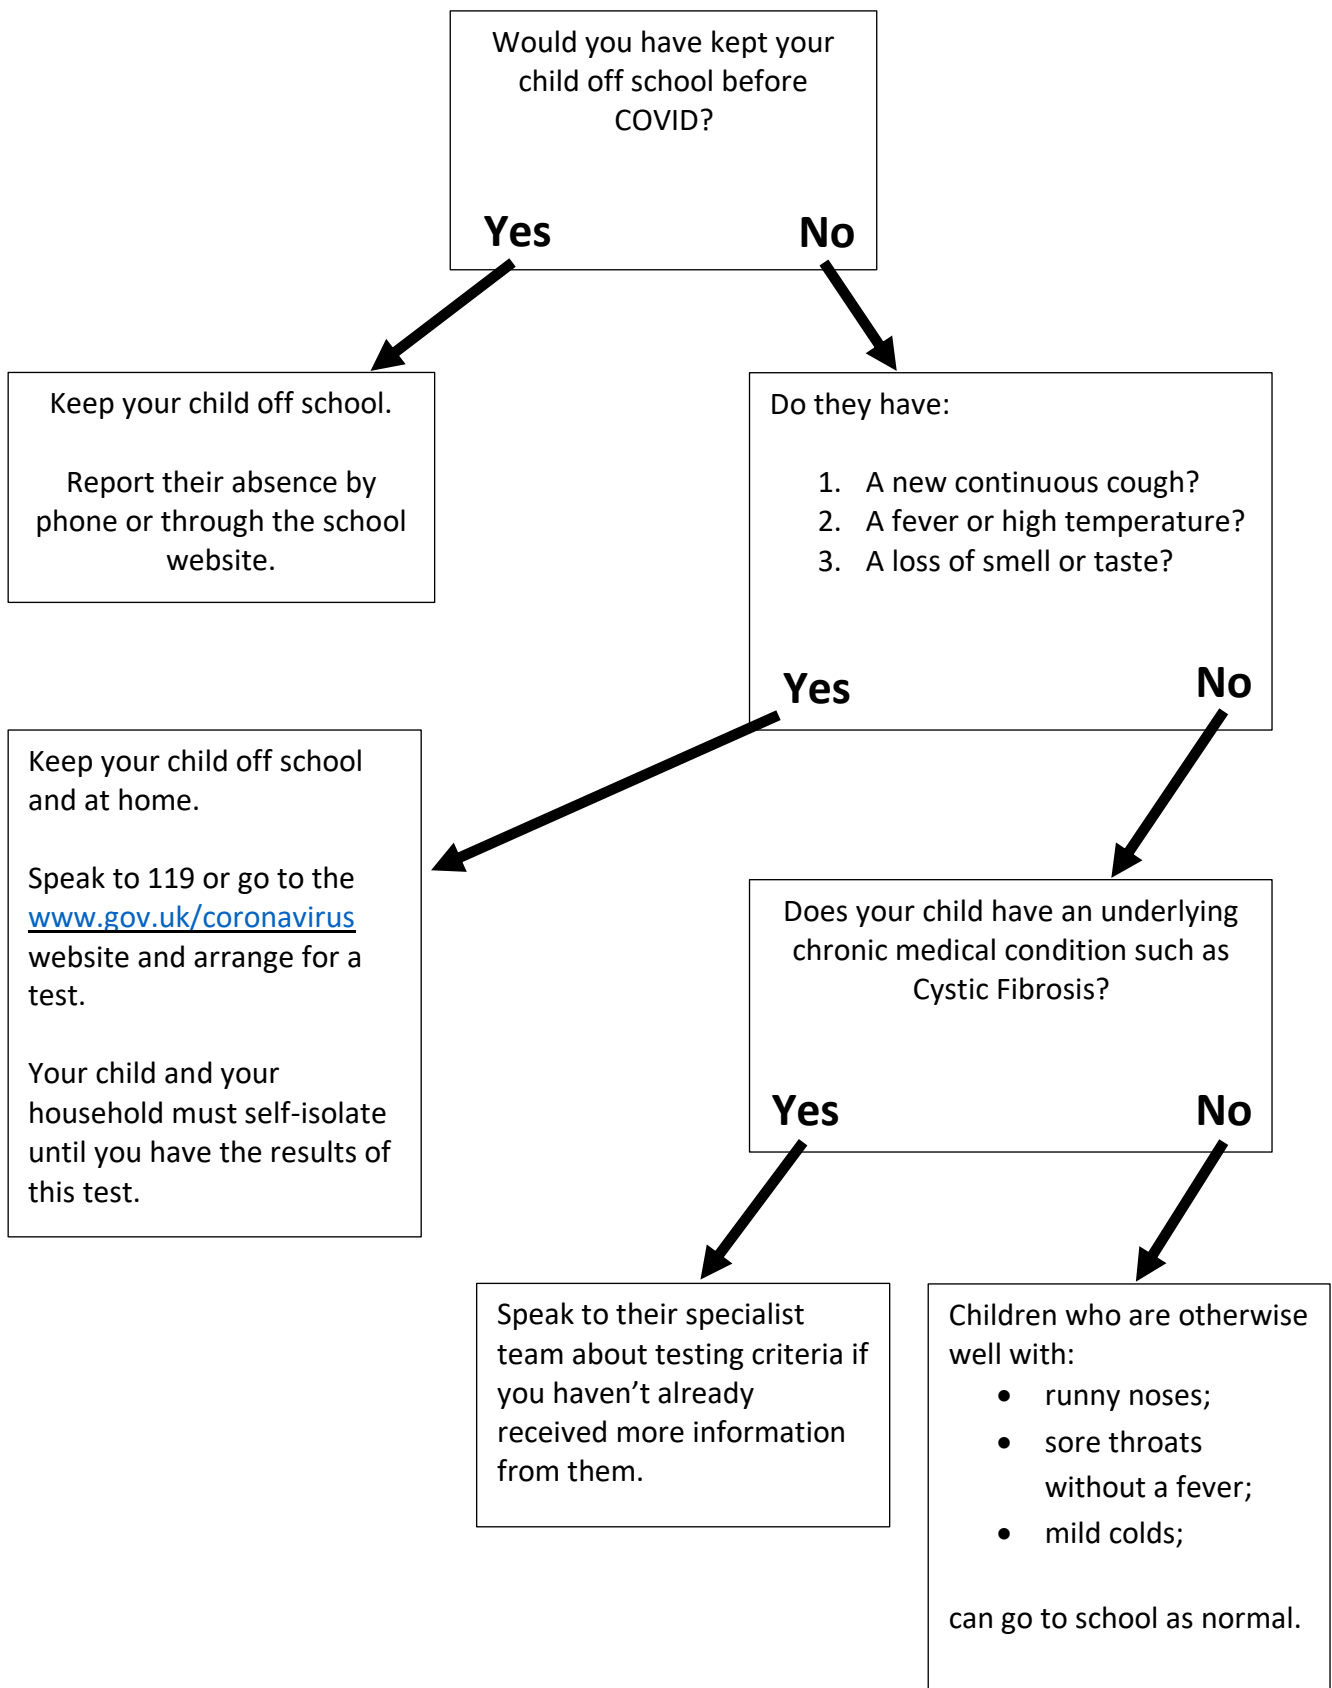 Would you have kept your
child off school before
COVID?
Yes
No
Keep your child off school.
Report their absence by
phone or through the school
website.
Do they have:
1. A new continuous cough?
2. A fever or high temperature?
3. A loss of smell or taste?
Yes
No
Keep your child off school
and at home.
Speak to 119 or go to the
www.gov.uk/coronavirus
website and arrange for a
test.
Your child and your
household must self-isolate
until you have the results of
this test.
Does your child have an underlying
chronic medical condition such as
Cystic Fibrosis?
Yes
No
Speak to their specialist
team about testing criteria if
you haven’t already
received more information
from them.
Children who are otherwise
well with:
• runny noses;
• sore throats
without a fever;
• mild colds;
can go to school as normal.